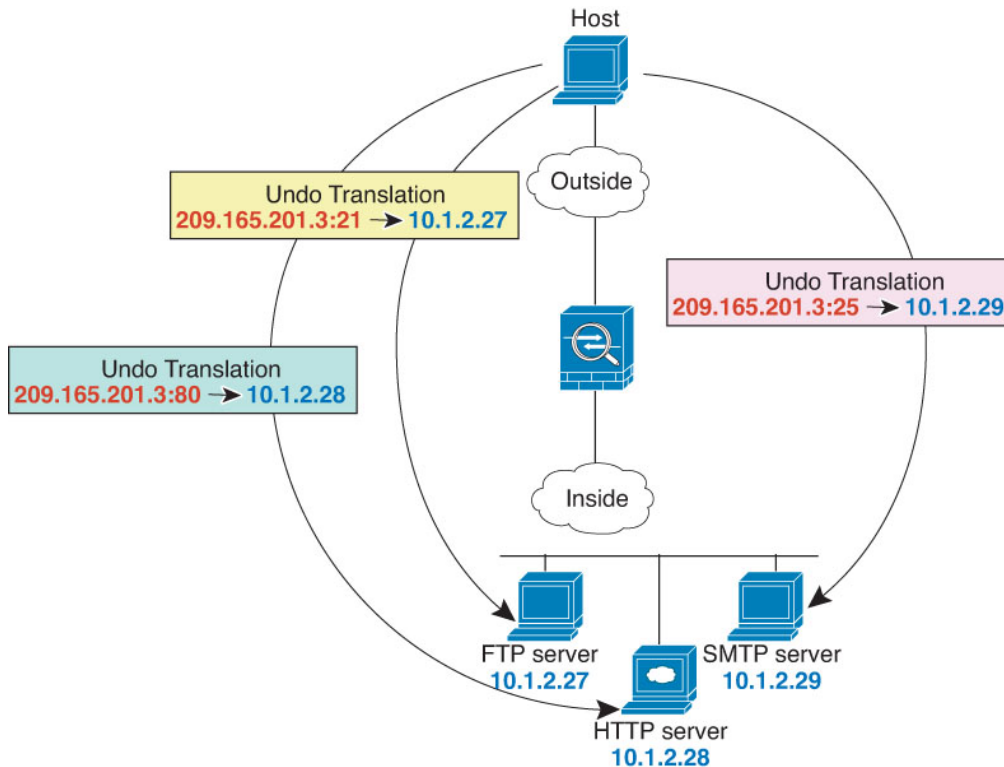 Host
Outside
Undo Translation
209.165.201.3:21 → 10.1.2.27
Undo Translation
209.165.201.3:25 → 10.1.2.29
Undo Translation
209.165.201.3:80 → 10.1.2.28
Inside
FTP server
10.1.2.27
SMTP server
10.1.2.29
HTTP server
10.1.2.28